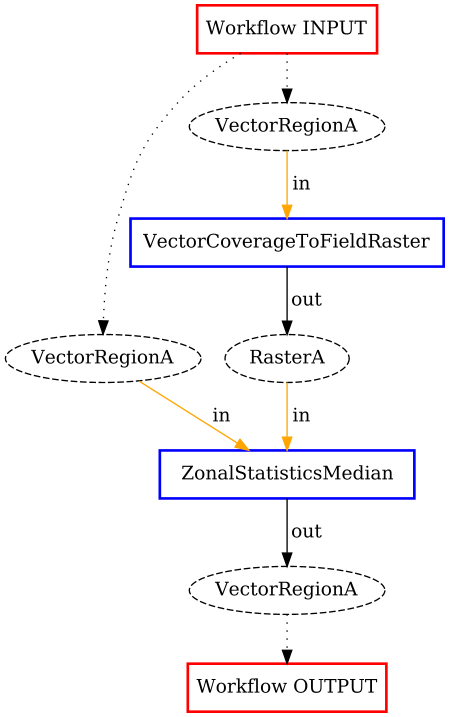 Workflow INPUT
VectorRegionA
in
VectorCoverageToFieldRaster
out
VectorRegionA
RasterA
in
in
ZonalStatisticsMedian
out
VectorRegionA
Workflow OUTPUT